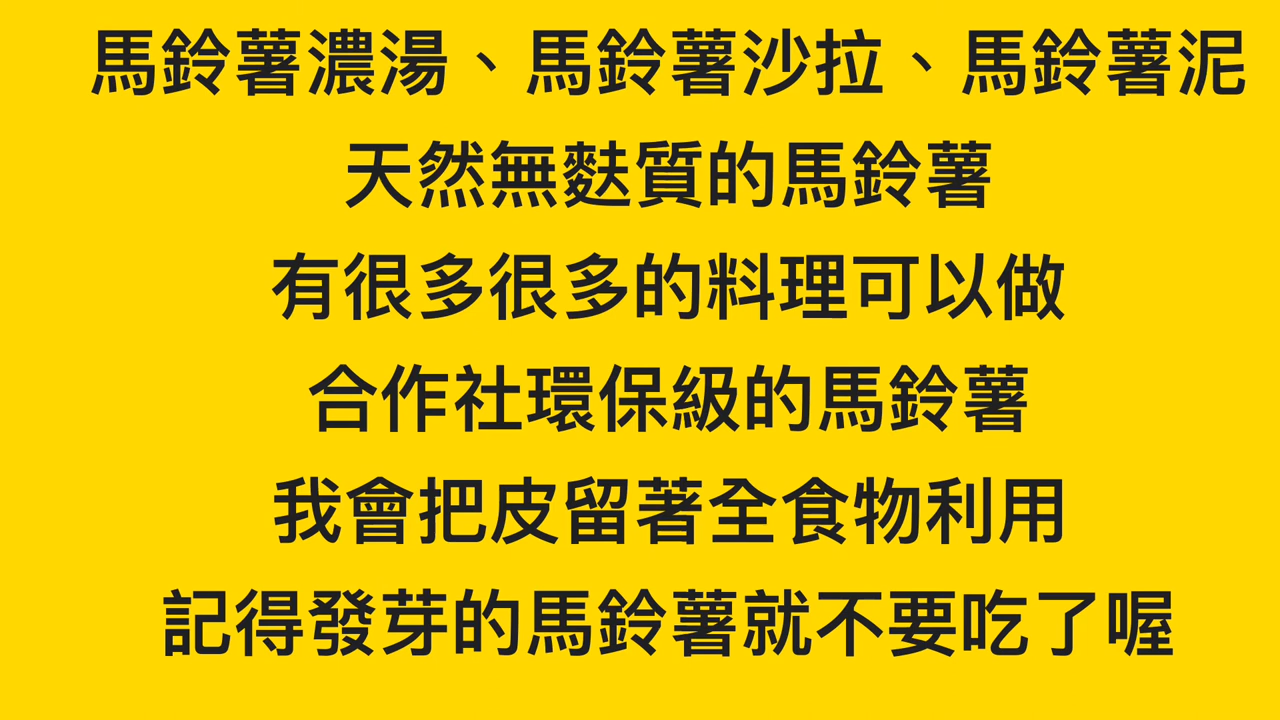 馬鈴薯濃湯、馬鈴薯沙拉、馬鈴薯泥
天然無麩質的馬鈴薯
有很多很多的料理可以做
合作社環保級的馬鈴薯
我會把皮留著全食物利用
記得發芽的馬鈴薯就不要吃了喔